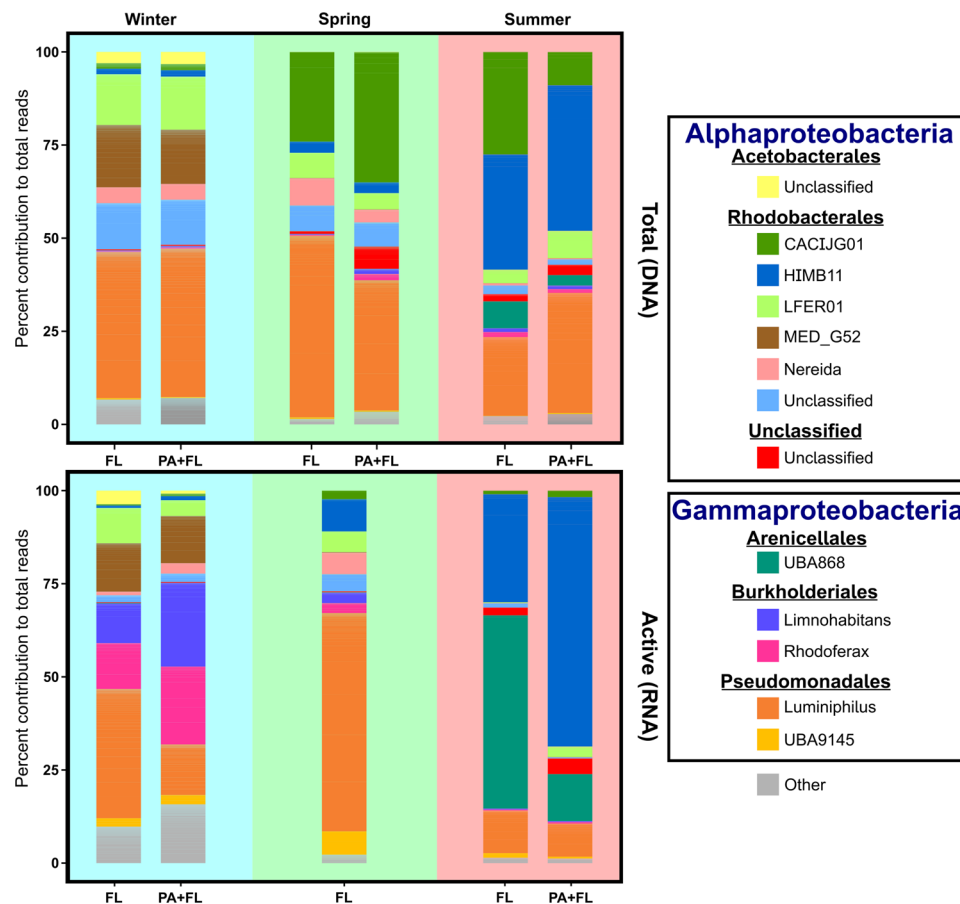 Winter Spring Summer
Percent contribution to total reads
100
75
50
25
0
FL PA+FL FL PA+FL FL PA+FL
Total (DNA)
Percent contribution to total reads
100
75
50
25
0
FL PA+FL FL FL PA+FL
Active (RNA)
Alphaproteobacteria
Acetobacterales
Unclassified
Rhodobacterales
CACIJG01
HIMB11
LFER01
MED_G52
Nereida
Unclassified
Unclassified
Unclassified
Gammaproteobacteria
Arenicellales
UBA868
Burkholderiales
Limnohabitans
Rhodoferax
Pseudomonadales
Luminiphilus
UBA9145
Other